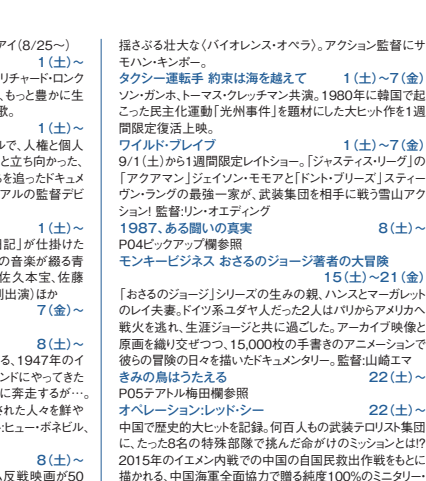 アイ(8/25~)
1(土)~
リチャード・ロンク
、もっと豊かに生
歌。
1(土)~
ルで、人権と個人
と立ち向かった、
らを追ったドキュメ
アルの監督デビ
1(土)~
日記」が仕掛けた
の音楽が綴る青
佐久本宝、佐藤
別出演)ほか
7(金)~
8(土)~
る、1947年のイ
ンドにやってきた
に奔走するが…。
された人々を鮮や
:ヒュー・ボネビル、
8(土)~
、反戦映画が50
揺さぶる壮大な〈バイオレンス・オペラ〉。アクション監督にサ
モハン・キンポー。
タクシー運転手 約束は海を越えて 1(土)~7(金)
ソン・ガンホ、トーマス・クレッチマン共演。1980年に韓国で起
こった民主化運動「光州事件」を題材にした大ヒット作を1週
間限定復活上映。
ワイルド・ブレイブ 1(土)~7(金)
9/1(土)から1週間限定レイトショー。『ジャスティス・リーグ』の
「アクアマン」ジェイソン・モモアと『ドント・ブリーズ』スティー
ヴン・ラングの最強一家が、武装集団を相手に戦う雪山アク
ション! 監督:リン・オエディング
1987、ある闘いの真実 8(土)~
P04ピックアップ欄参照
モンキービジネス おさるのジョージ著者の大冒険
15(土)~21(金)
「おさるのジョージ」シリーズの生みの親、ハンスとマーガレット
のレイ夫妻。ドイツ系ユダヤ人だった2人はパリからアメリカへ
戦火を逃れ、生涯ジョージと共に過ごした。アーカイブ映像と
原画を織り交ぜつつ、15,000枚の手書きのアニメーションで
彼らの冒険の日々を描いたドキュメンタリー。監督:山崎エマ
きみの鳥はうたえる 22(土)~
P05テアトル梅田欄参照
オペレーション:レッド・シー 22(土)~
中国で歴史的大ヒットを記録。何百人もの武装テロリスト集団
に、たった8名の特殊部隊で挑んだ命がけのミッションとは!?
2015年のイエメン内戦での中国の自国民救出作戦をもとに
描かれる、中国海軍全面協力で贈る純度100%のミニタリー・